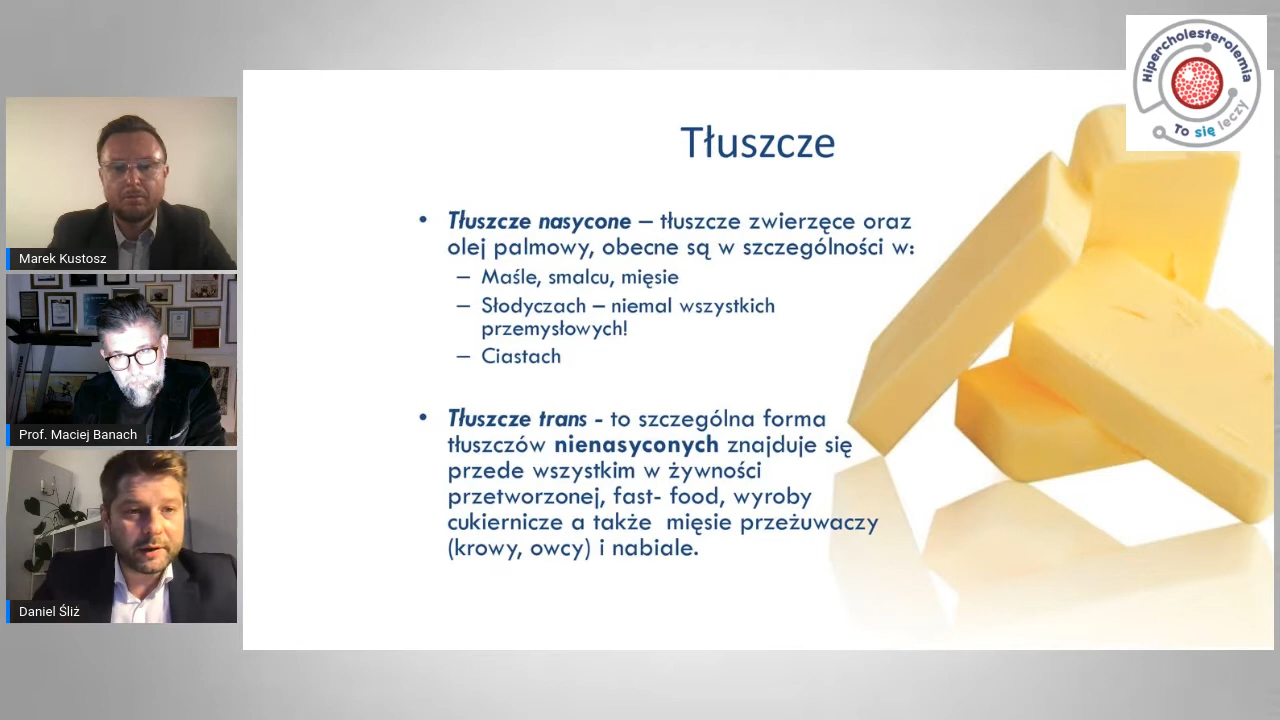 Hipercholesterolemia
To się leczy
Tłuszcze
• Tłuszcze nasycone – tłuszcze zwierzęce oraz
olej palmowy, obecne są w szczególności w:
– Maśle, smalcu, mięsie
– Słodyczach – niemal wszystkich
przemysłowych!
– Ciastach
• Tłuszcze trans - to szczególna forma
tłuszczów nienasyconych znajduje się
przede wszystkim w żywności
przetworzonej, fast- food, wyroby
cukiernicze a także  mięsie przeżuwaczy
(krowy, owcy) i nabiale.
Marek Kustosz
Prof. Maciej Banach
Daniel Śliż